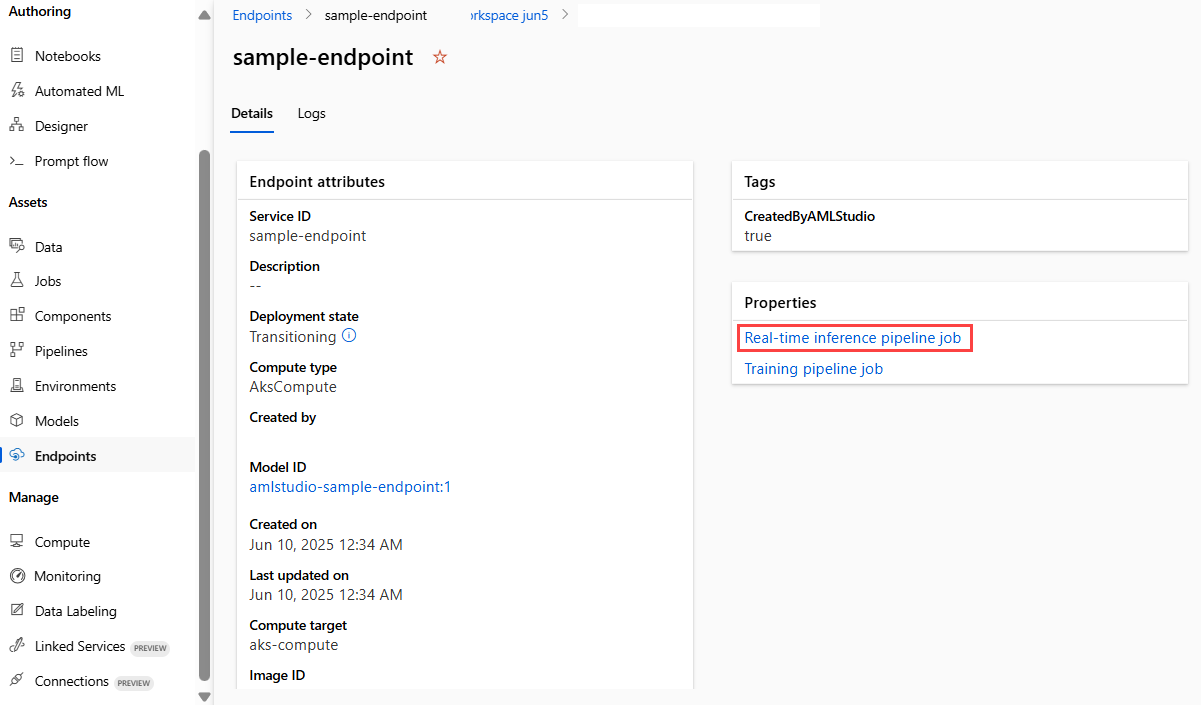 Authoring
Notebooks
Automated ML
Designer
Prompt flow
Assets
Data
Jobs
Components
Pipelines
Environments
Models
Endpoints
Manage
Compute
Monitoring
Data Labeling
Linked Services PREVIEW
Connections PREVIEW
Endpoints > sample-endpoint orkspace jun5 >
sample-endpoint
Details Logs
Endpoint attributes
Service ID
sample-endpoint
Description
--
Deployment state
Transitioning
Compute type
AksCompute
Created by
Model ID
amlstudio-sample-endpoint:1
Created on
Jun 10, 2025 12:34 AM
Last updated on
Jun 10, 2025 12:34 AM
Compute target
aks-compute
Image ID
Tags
CreatedByAMLStudio
true
Properties
Real-time inference pipeline job
Training pipeline job